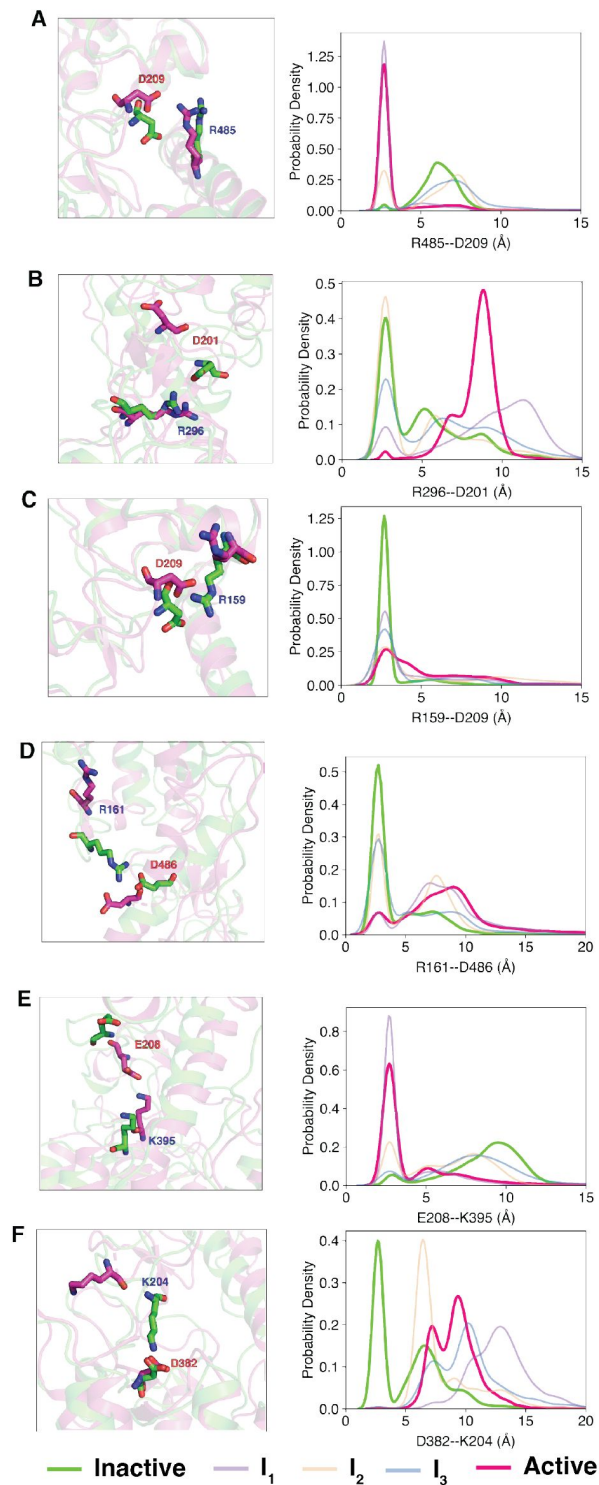 A
D209
R485
Probability Density
1.25
1.00
0.75
0.50
0.25
0.00
0 5 10 15
R485--D209 (Å)
B
D201
R296
Probability Density
0.5
0.4
0.3
0.2
0.1
0.0
0 5 10 15
R296--D201 (Å)
C
D209
R159
Probability Density
1.25
1.00
0.75
0.50
0.25
0.00
0 5 10 15
R159--D209 (Å)
D
R161
D486
Probability Density
0.5
0.4
0.3
0.2
0.1
0.0
0 5 10 15 20
R161--D486 (Å)
E
E208
K395
Probability Density
0.8
0.6
0.4
0.2
0.0
0 5 10 15
E208--K395 (Å)
F
K204
D382
Probability Density
0.4
0.3
0.2
0.1
0.0
0 5 10 15 20
D382--K204 (Å)
Inactive I1 I2 I3 Active